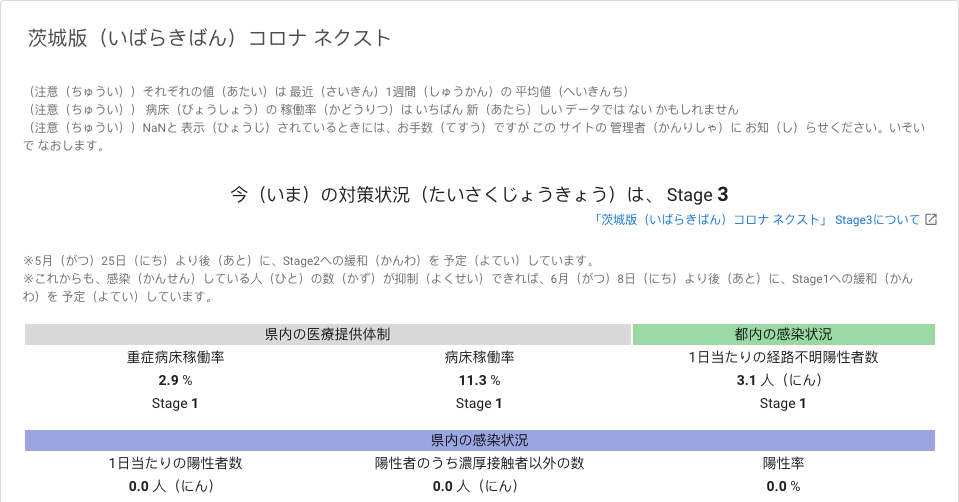 茨城版（いばらきばん）コロナ ネクスト
（注意（ちゅうい））それぞれの値（あたい）は 最近（さいきん）1週間（しゅうかん）の 平均値（へいきんち）
（注意（ちゅうい）） 病床（びょうしょう）の 稼働率（かどうりつ）は いちばん 新（あたら）しい データでは ない かもしれません
（注意（ちゅうい））NaNと 表示（ひょうじ）されているときには、お手数（てすう）ですが この サイトの 管理者（かんりしゃ）に お知（し）らせください。いそい
で なおします。
今（いま）の対策状況（たいさくじょうきょう）は、 Stage 3
「茨城版（いばらきばん）コロナ ネクスト」 Stage3について
※5月（がつ）25日（にち）より後（あと）に、Stage2への緩和（かんわ）を 予定（よてい）しています。
※これからも、感染（かんせん）している人（ひと）の数（かず）が抑制（よくせい）できれば、6月（がつ）8日（にち）より後（あと）に、Stage1への緩和（かん
わ）を 予定（よてい）しています。
県内の医療提供体制 都内の感染状況
重症病床稼働率 病床稼働率 1日当たりの経路不明陽性者数
2.9 % 11.3 % 3.1 人（にん）
Stage 1 Stage 1 Stage 1
県内の感染状況
1日当たりの陽性者数 陽性者のうち濃厚接触者以外の数 陽性率
0.0 人（にん） 0.0 人（にん） 0.0 %